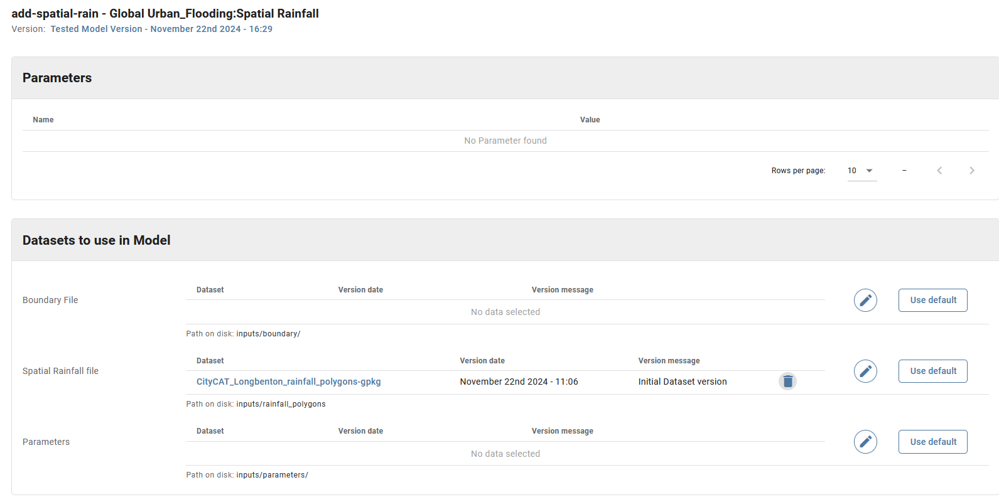 add-spatial-rain - Global Urban_Flooding:Spatial Rainfall
Version: Tested Model Version - November 22nd 2024 - 16:29
Parameters
Name Value
No Parameter found
Rows per page: 10 –
Datasets to use in Model
Dataset Version date Version message
Boundary File Use default
No data selected
Path on disk: inputs/boundary/
Dataset Version date Version message
Spatial Rainfall file Use default
CityCAT_Longbenton_rainfall_polygons-gpkg November 22nd 2024 - 11:06 Initial Dataset version
Path on disk: inputs/rainfall_polygons
Dataset Version date Version message
Parameters Use default
No data selected
Path on disk: inputs/parameters/